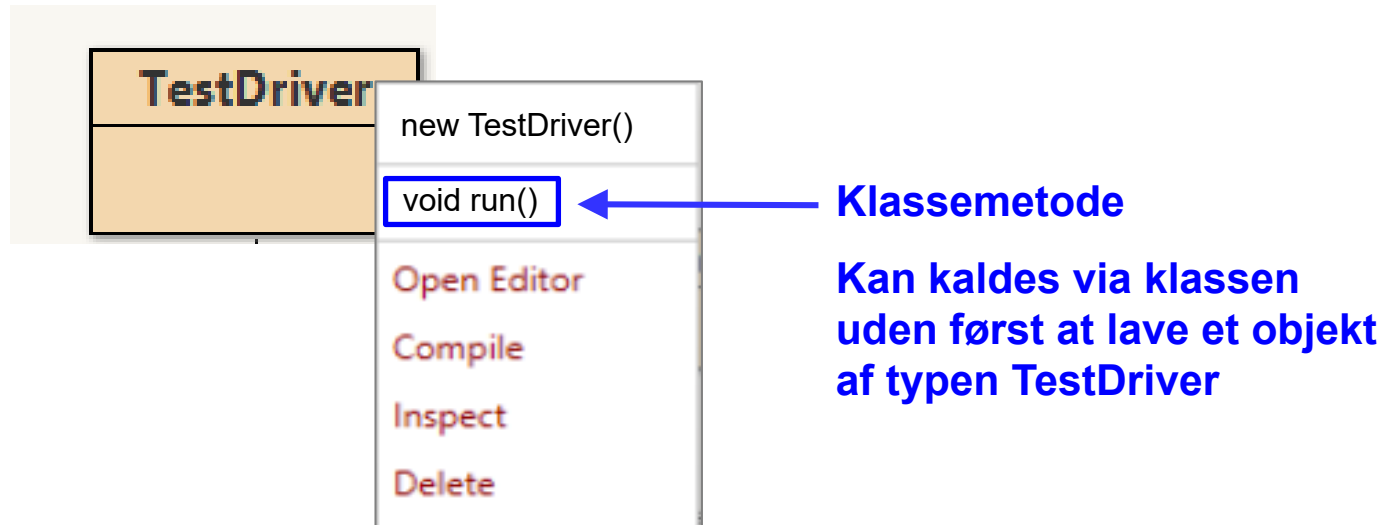 TestDriver
new TestDriver()
void run()
Open Editor
Compile
Inspect
Delete
Klassemetode
Kan kaldes via klassen
uden først at lave et objekt
af typen TestDriver